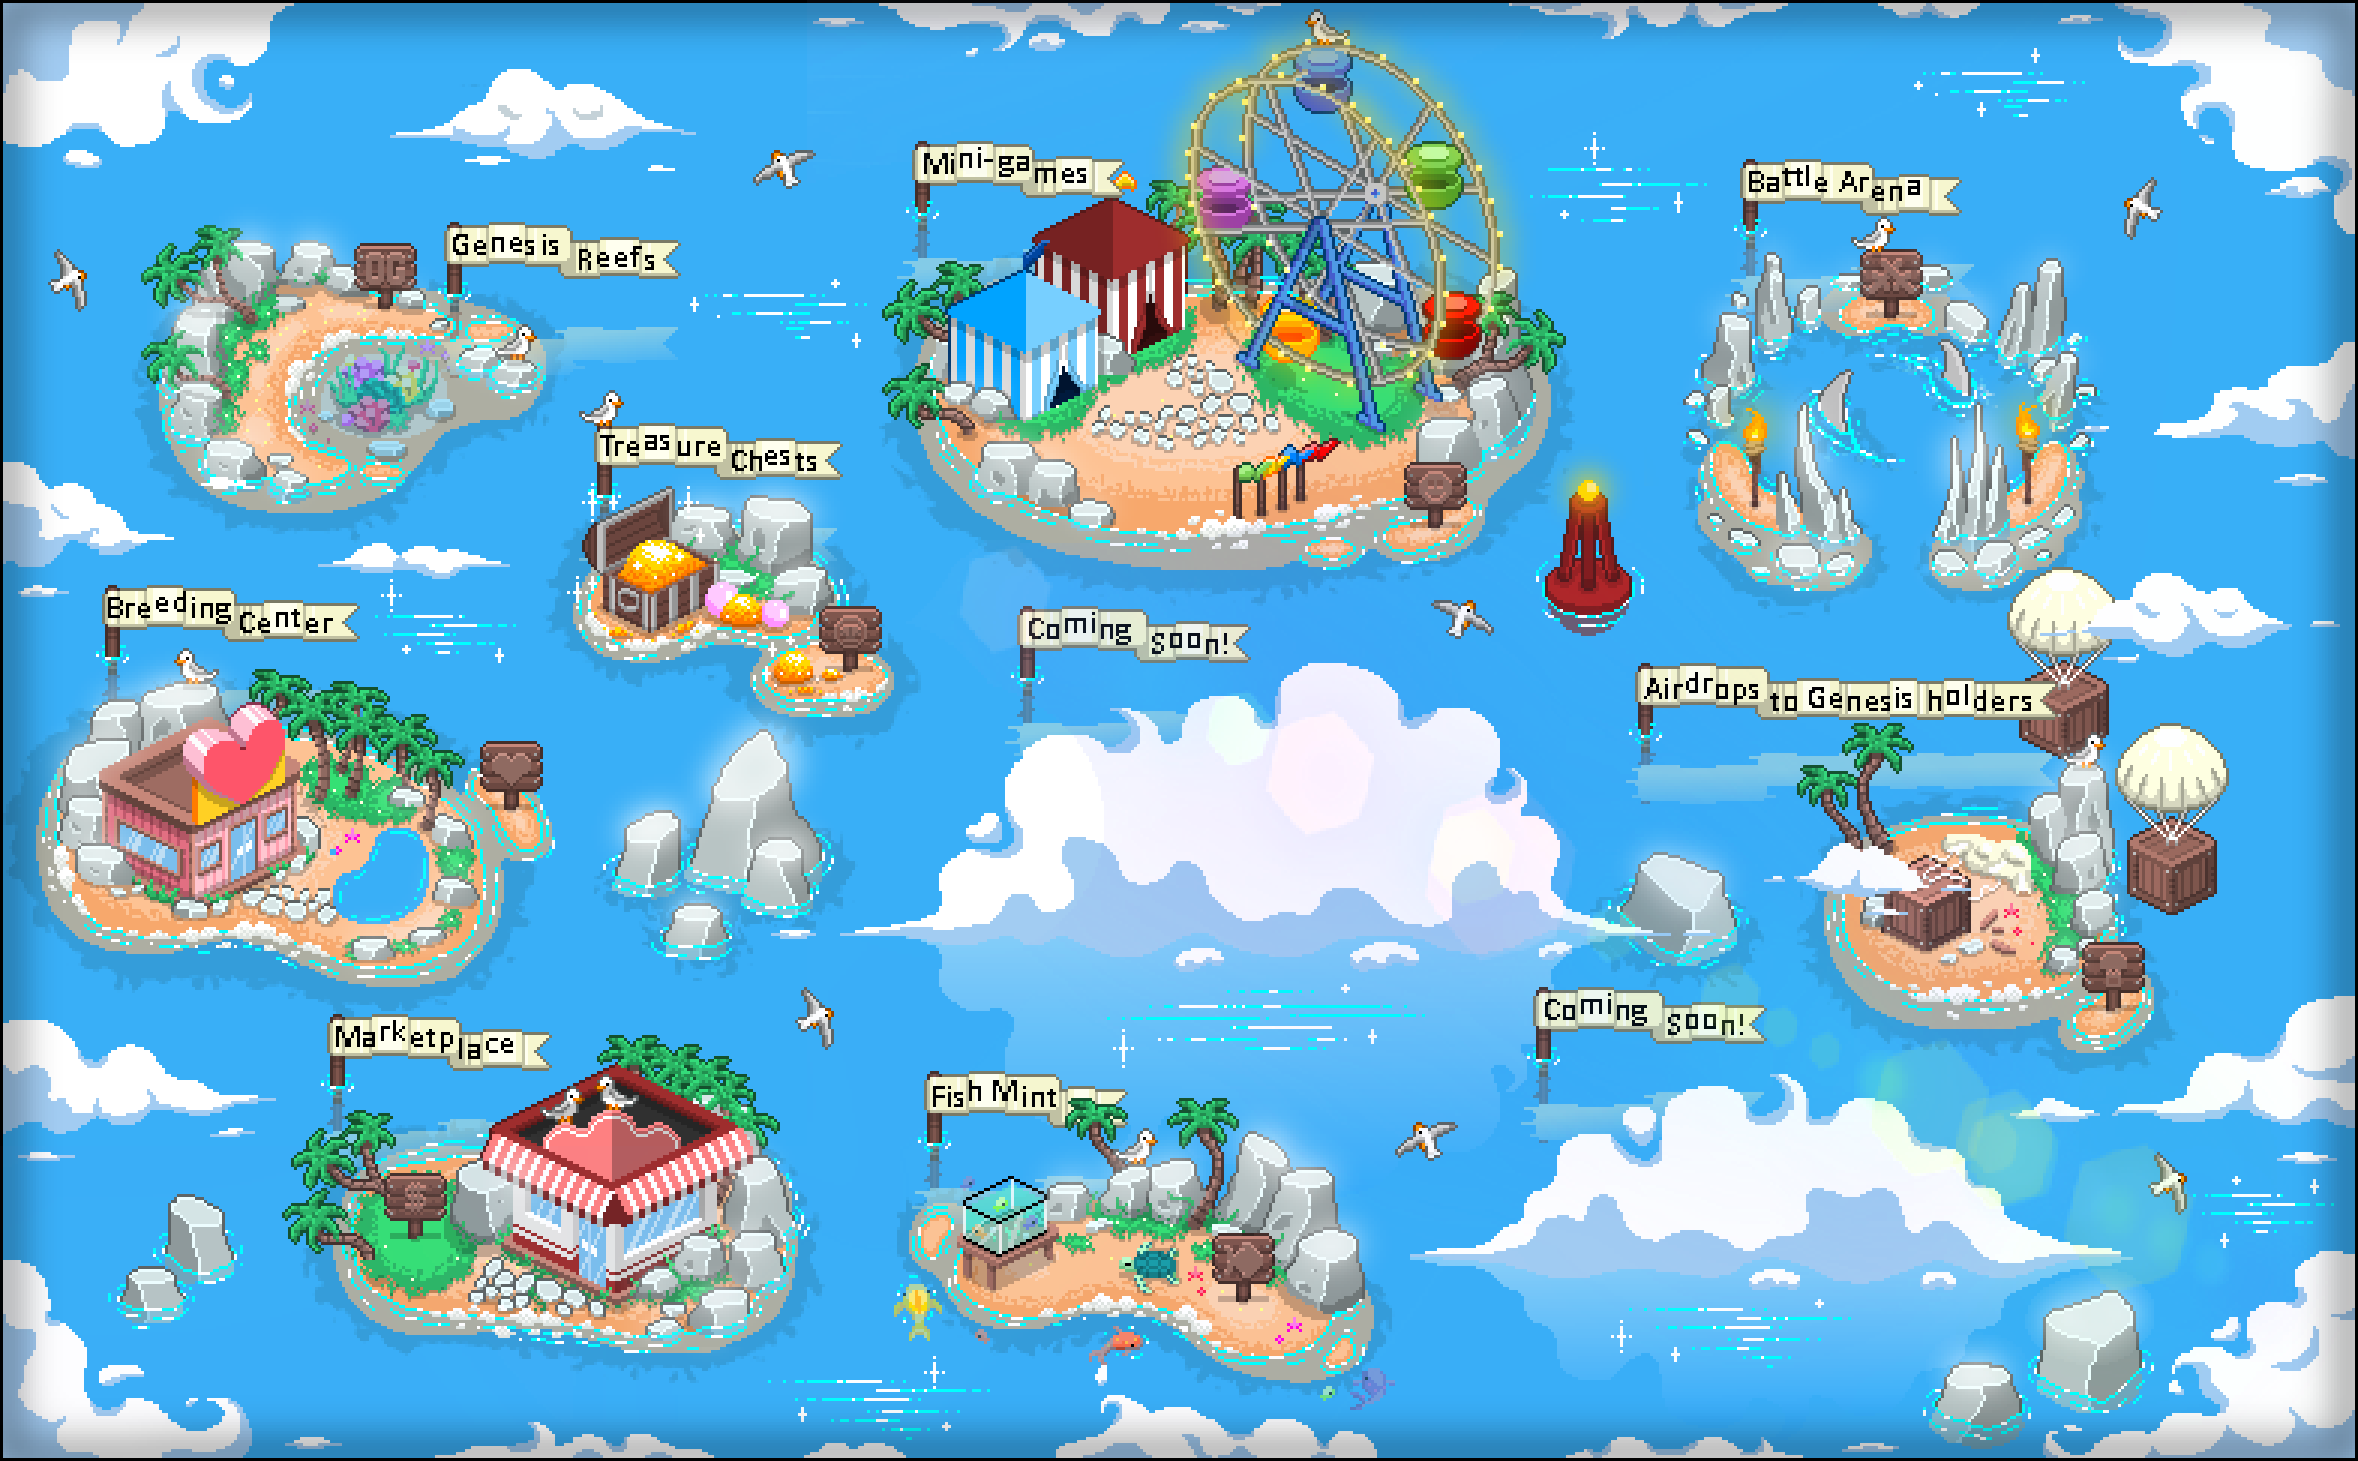 Mini-games
Battle Arena
Genesis Reefs
OG
Treasure Chests
Breeding Center
Coming Soon!
Airdrops to Genesis holders
Coming Soon!
Marketplace
Fish Mint